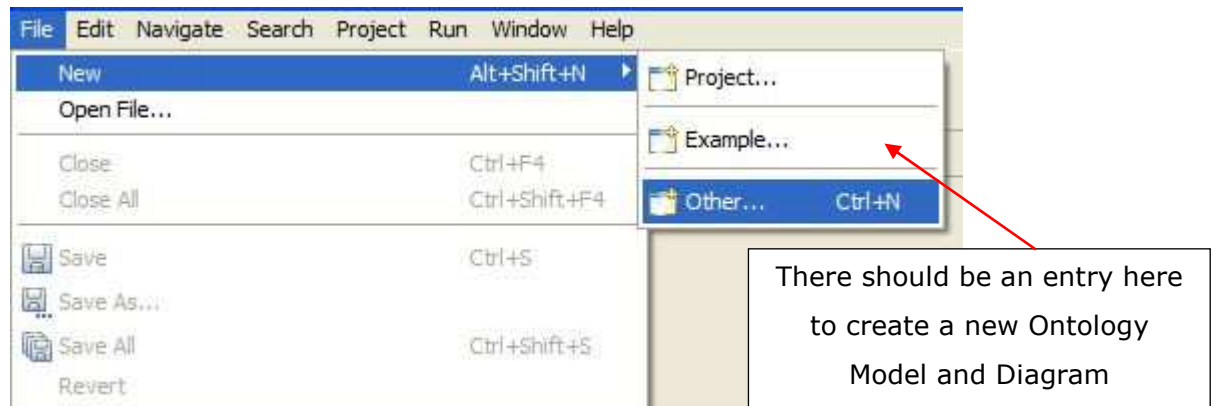 File Edit Navigate Search Project Run Window Help
New Alt+Shift+N
Open File...
Close Ctrl+F4
Close All Ctrl+Shift+F4
Save Ctrl+S
Save As...
Save All Ctrl+Shift+S
Revert
Project...
Example...
Other... Ctrl+N
There should be an entry here
to create a new Ontology
Model and Diagram